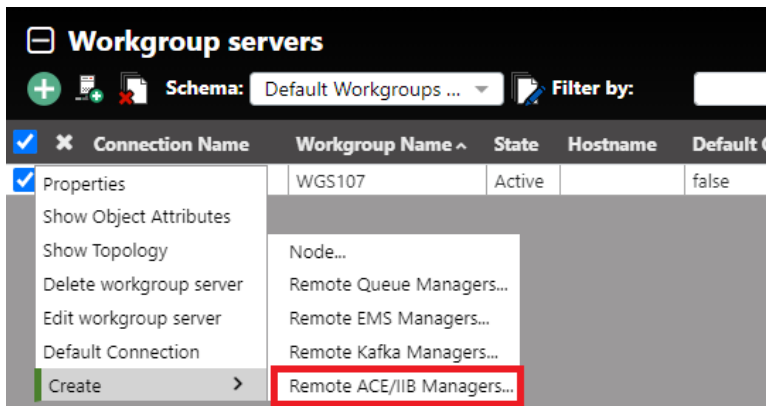 Workgroup servers
Schema: Default Workgroups ... Filter by:
Connection Name Workgroup Name State Hostname Default
WGS107 Active false
Properties
Show Object Attributes
Show Topology
Delete workgroup server
Edit workgroup server
Default Connection
Create
Node...
Remote Queue Managers...
Remote EMS Managers...
Remote Kafka Managers...
Remote ACE/IIB Managers...